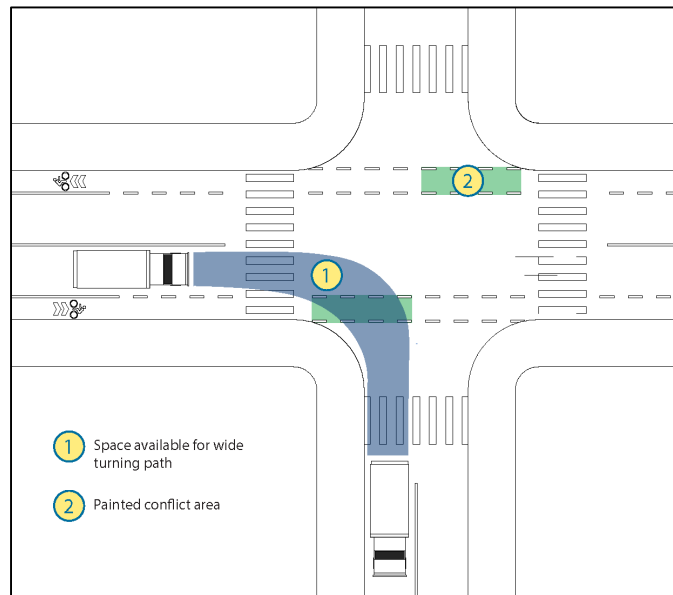 2
1
1 Space available for wide
turning path
2 Painted conflict area